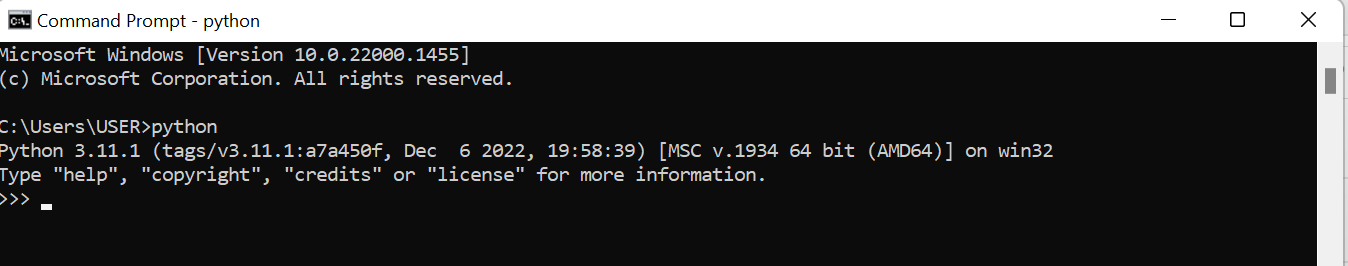 Command Prompt - python
Microsoft Windows [Version 10.0.22000.1455]
(c) Microsoft Corporation. All rights reserved.
C:\Users\USER>python
Python 3.11.1 (tags/v3.11.1:a7a450f, Dec  6 2022, 19:58:39) [MSC v.1934 64 bit (AMD64)] on win32
Type "help", "copyright", "credits" or "license" for more information.
>>>